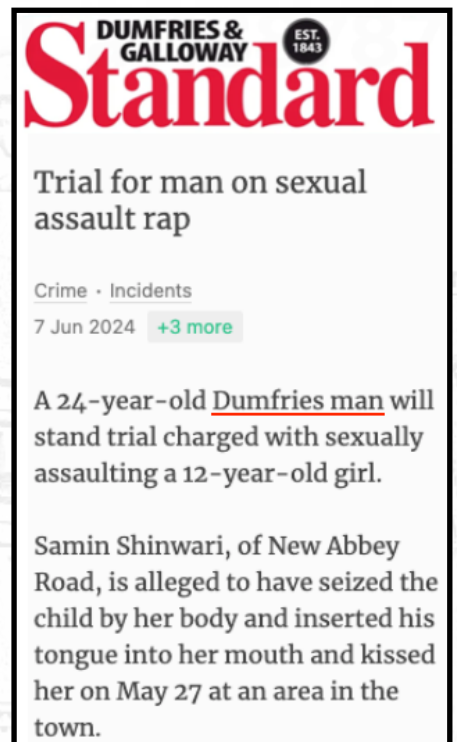 DUMFRIES &
GALLOWAY
EST.
1843
Standard
Trial for man on sexual
assault rap
Crime · Incidents
7 Jun 2024 +3 more
A 24-year-old Dumfries man will
stand trial charged with sexually
assaulting a 12-year-old girl.
Samin Shinwari, of New Abbey
Road, is alleged to have seized the
child by her body and inserted his
tongue into her mouth and kissed
her on May 27 at an area in the
town.